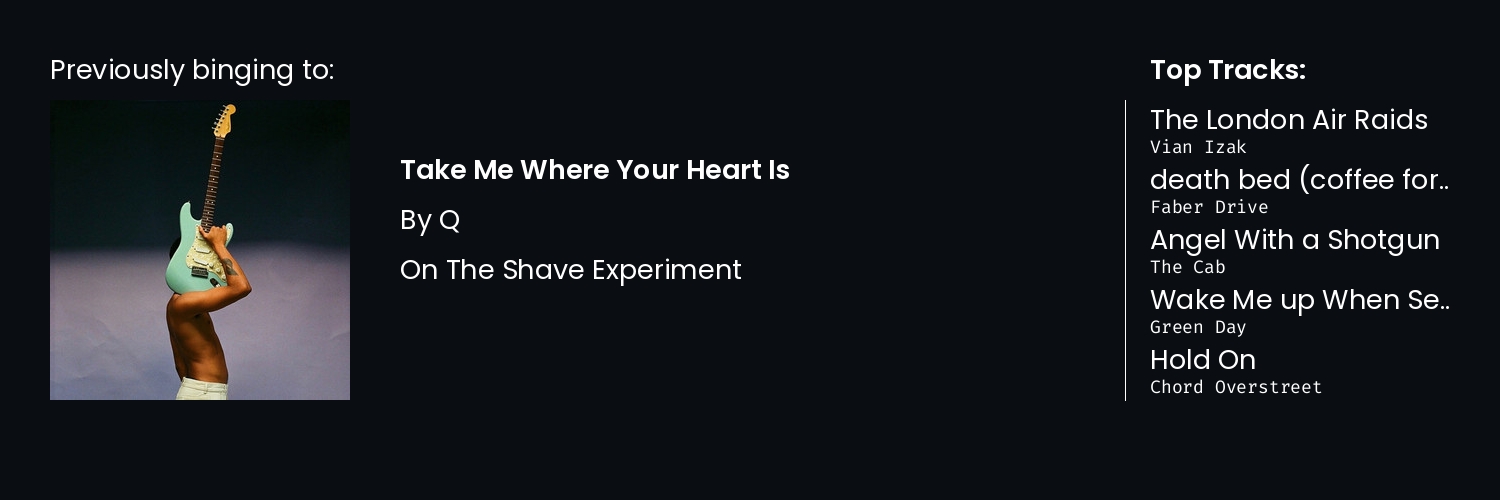 Previously binging to:
Take Me Where Your Heart Is
By Q
On The Shave Experiment
Top Tracks:
The London Air Raids
Vian Izak
death bed (coffee for..
Faber Drive
Angel With a Shotgun
The Cab
Wake Me up When Se..
Green Day
Hold On
Chord Overstreet